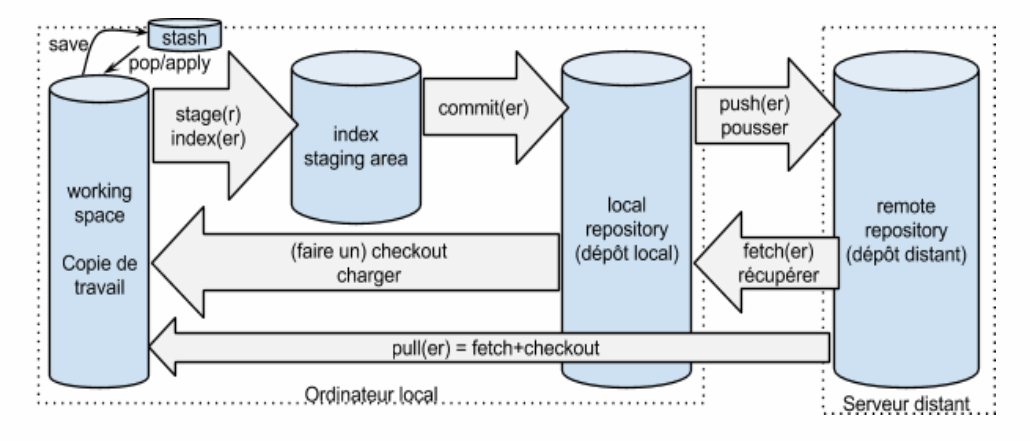 save
stash
pop/apply
stage(r)
index(er)
index
staging area
commit(er)
push(er)
pousser
working
space
Copie de
travail
local
repository
(dépôt local)
remote
repository
(dépôt distant)
(faire un) checkout
charger
fetch(er)
récupérer
pull(er) = fetch+checkout
Ordinateur local
Serveur distant